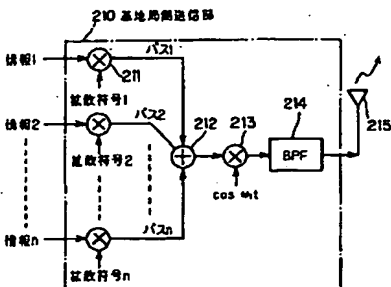 210 基地局側送信部
情報1
211
パス1
拡散符号1
情報2
パス2
212
213
214
215
拡散符号2
BPF
cos ωt
情報n
パスn
拡散符号n